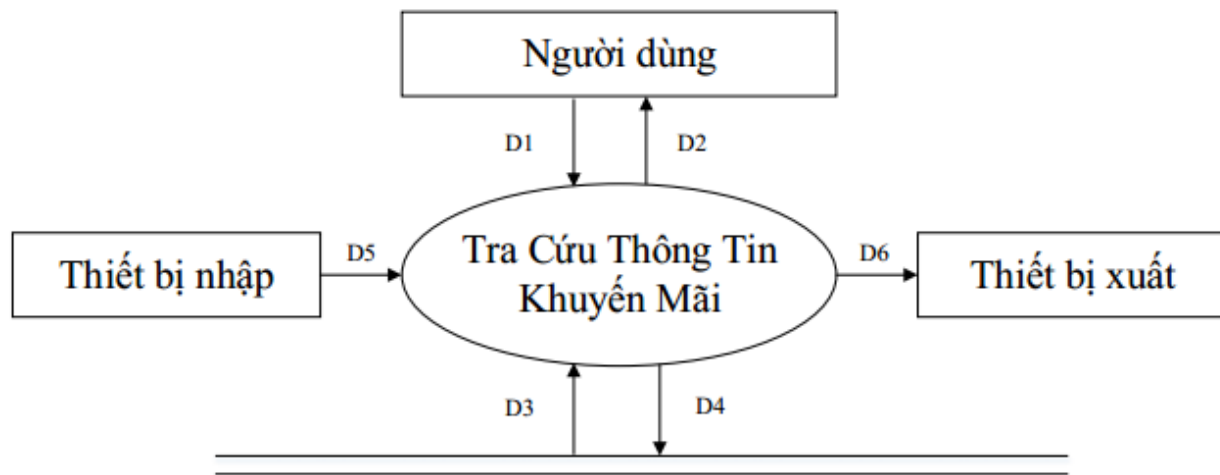 Người dùng
D1
D2
Thiết bị nhập
D5
Tra Cứu Thông Tin
Khuyến Mãi
D6
Thiết bị xuất
D3
D4